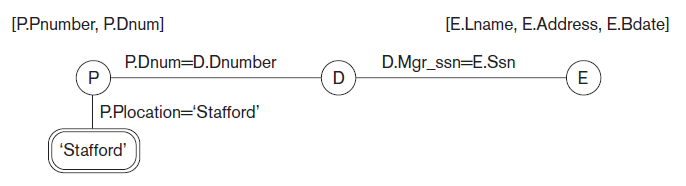 [P.Pnumber, P.Dnum]
[E.Lname, E.Address, E.Bdate]
P.Dnum=D.Dnumber
D.Mgr_ssn=E.Ssn
P
D
E
P.Plocation=‘Stafford’
‘Stafford’